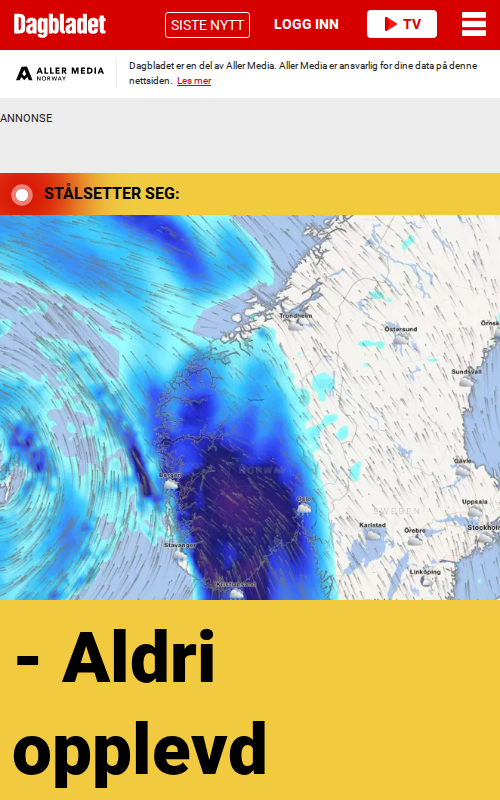 Dagbladet
SISTE NYTT
LOGG INN
TV
ALLER MEDIA
NORWAY
Dagbladet er en del av Aller Media. Aller Media er ansvarlig for dine data på denne
nettsiden. Les mer
ANNONSE
STÅLSETTER SEG:
Trondheim
Östersund
Örnsk
Sundsvall
Gävle
NORWAY
Bergen
Oslo
Uppsala
SWEDEN
Karlstad
Örebro
Stockholm
Stavanger
Linköping
Kristiansand
- Aldri
opplevd